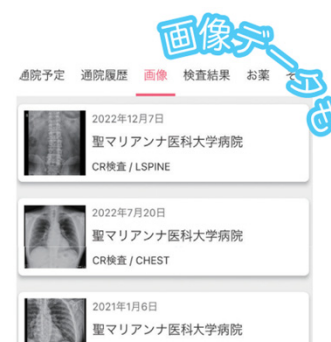 画像データも
通院予定 通院履歴 画像 検査結果 お薬 そ
2022年12月7日
聖マリアンナ医科大学病院
CR検査 / LSPINE
2022年7月20日
聖マリアンナ医科大学病院
CR検査 / CHEST
2021年1月6日
聖マリアンナ医科大学病院